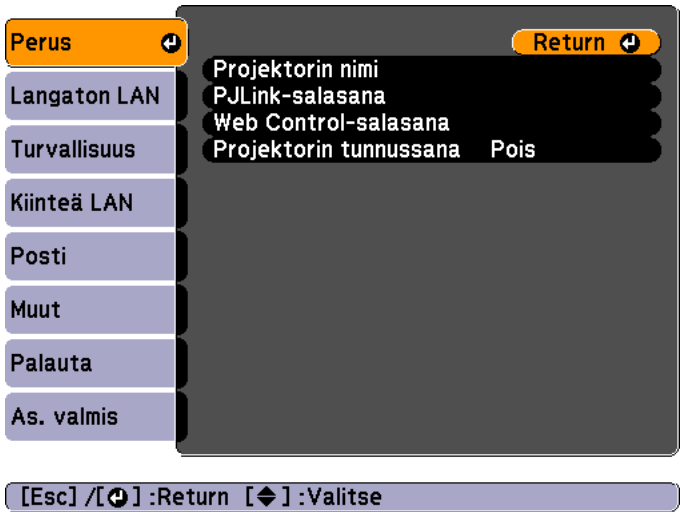 Perus
Langaton LAN
Turvallisuus
Kiinteä LAN
Posti
Muut
Palauta
As. valmis
Return
Projektorin nimi
PJLink-salasana
Web Control-salasana
Projektorin tunnussana Pois
[Esc] /[⏎] :Return [◆] :Valitse